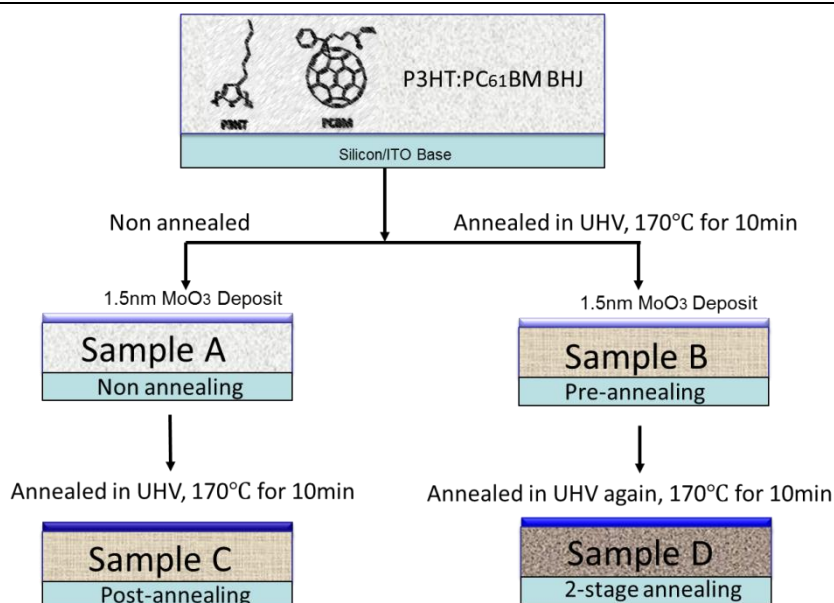 P3HT:PC61BM BHJ
P3HT
PCBM
Silicon/ITO Base
Non annealed
Annealed in UHV, 170℃ for 10min
1.5nm MoO3 Deposit
1.5nm MoO3 Deposit
Sample A
Sample B
Non annealing
Pre-annealing
Annealed in UHV, 170℃ for 10min
Annealed in UHV again, 170℃ for 10min
Sample C
Sample D
Post-annealing
2-stage annealing